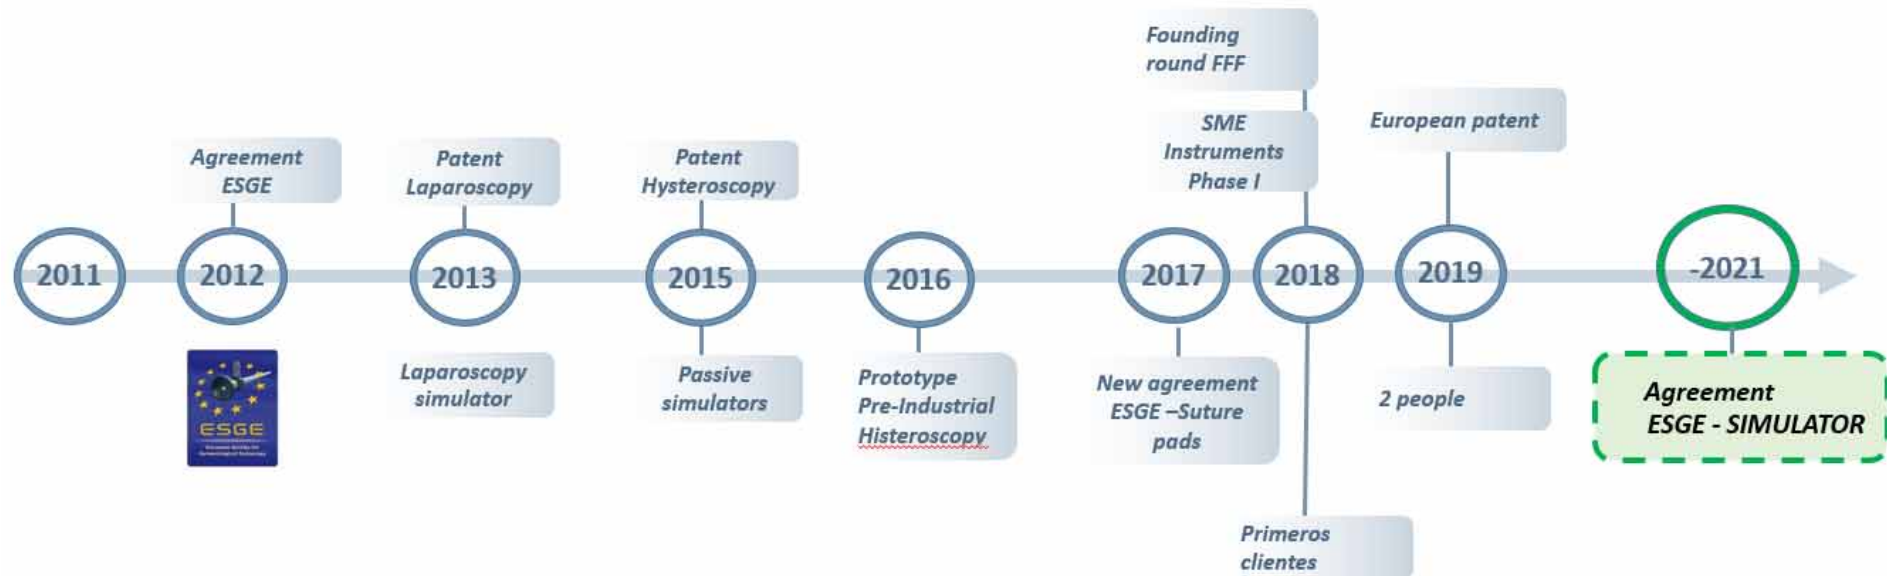 Founding
round FFF
SME
Instruments
Phase I
European patent
Agreement
ESGE
Patent
Laparoscopy
Patent
Hysteroscopy
2011
2012
2013
2015
2016
2017
2018
2019
-2021
ESGE
Laparoscopy
simulator
Passive
simulators
Prototype
Pre-Industrial
Histeroscopy
New agreement
ESGE –Suture
pads
2 people
Agreement
ESGE - SIMULATOR
Primeros
clientes